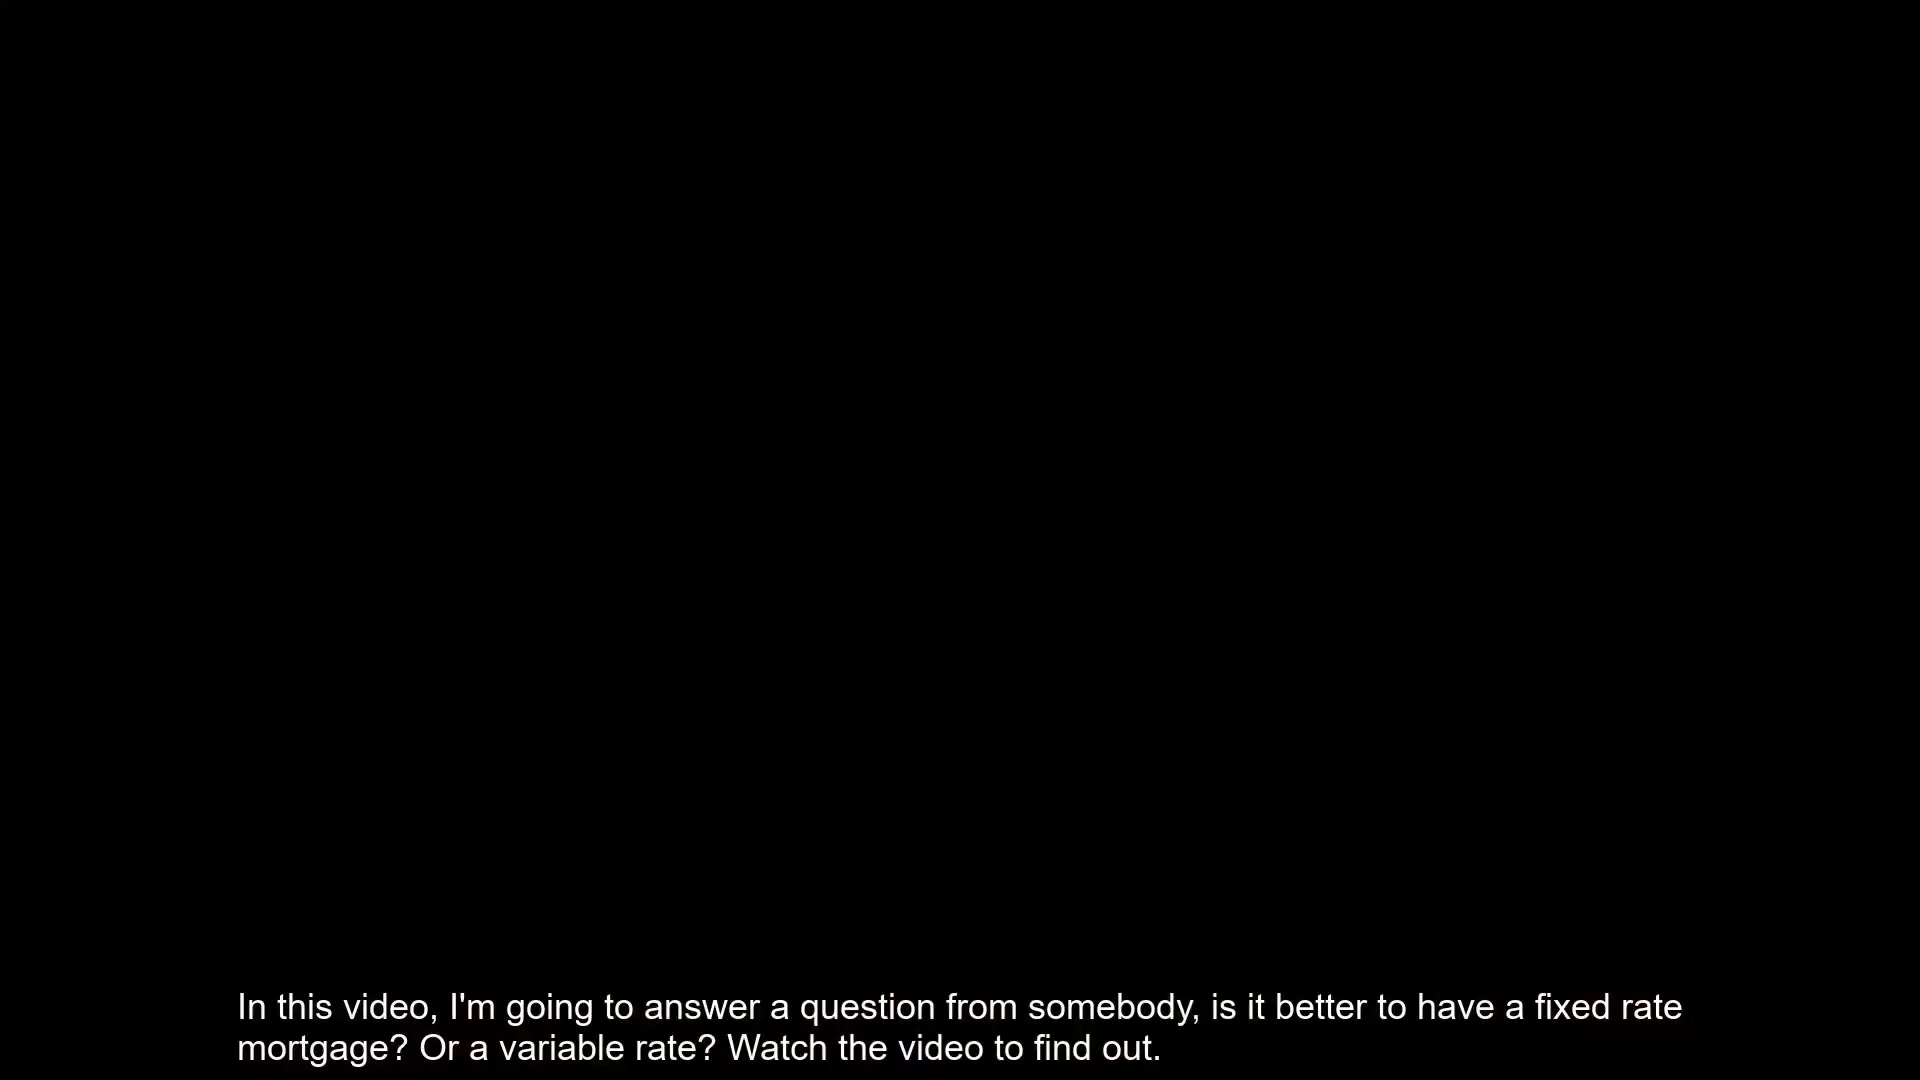 In this video, I'm going to answer a question from somebody, is it better to have a fixed rate
mortgage? Or a variable rate? Watch the video to find out.